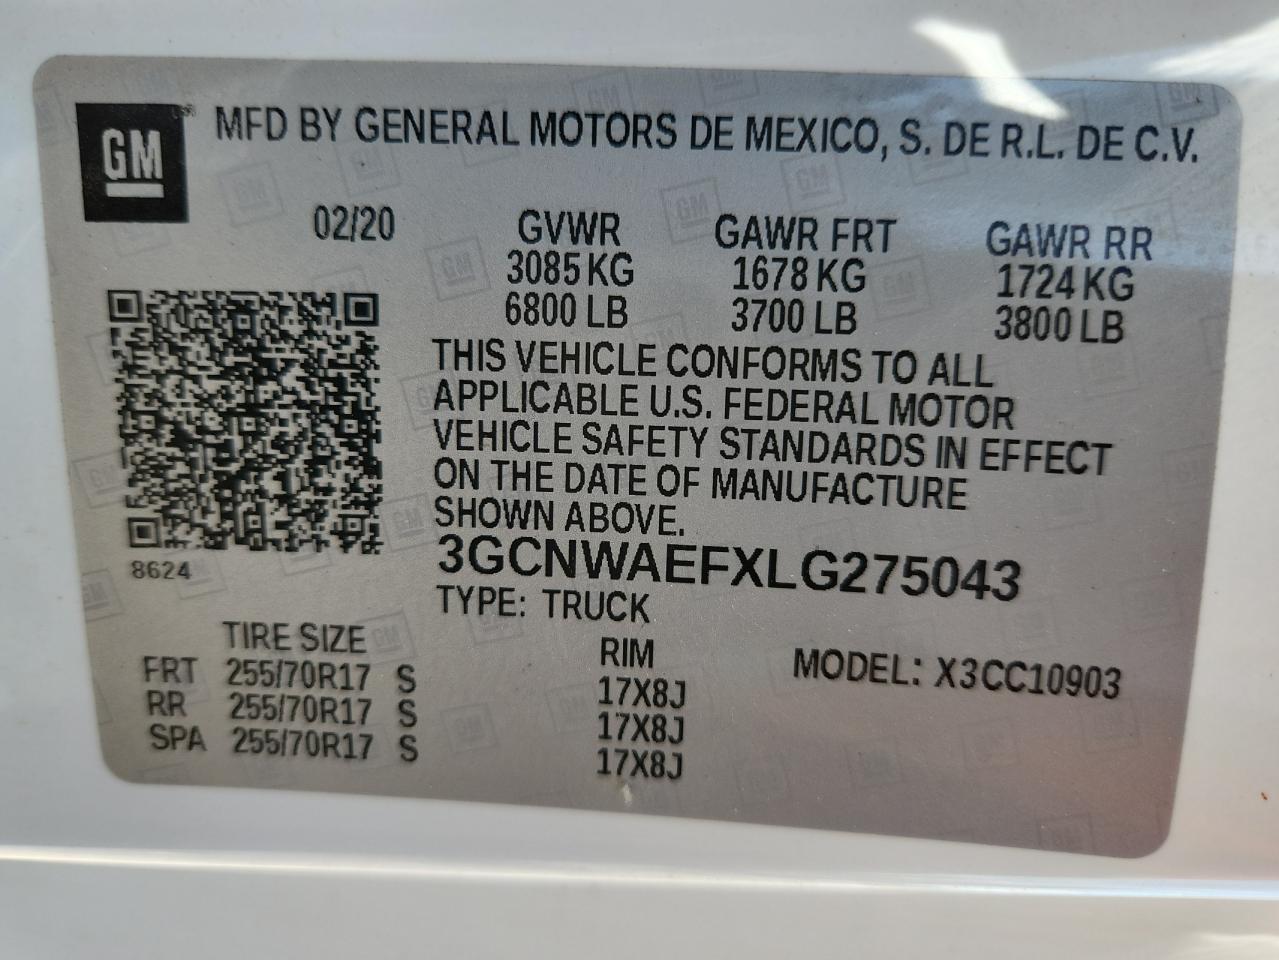 GM MFD BY GENERAL MOTORS DE MEXICO, S. DE R.L. DE C.V.
02/20 GVWR GAWR FRT GAWR RR
3085 KG 1678 KG 1724 KG
6800 LB 3700 LB 3800 LB
THIS VEHICLE CONFORMS TO ALL
APPLICABLE U.S. FEDERAL MOTOR
VEHICLE SAFETY STANDARDS IN EFFECT
ON THE DATE OF MANUFACTURE
SHOWN ABOVE.
8624
3GCNWAEFXLG275043
TYPE: TRUCK
TIRE SIZE RIM MODEL: X3CC10903
FRT 255/70R17 S 17X8J
RR 255/70R17 S 17X8J
SPA 255/70R17 S 17X8J